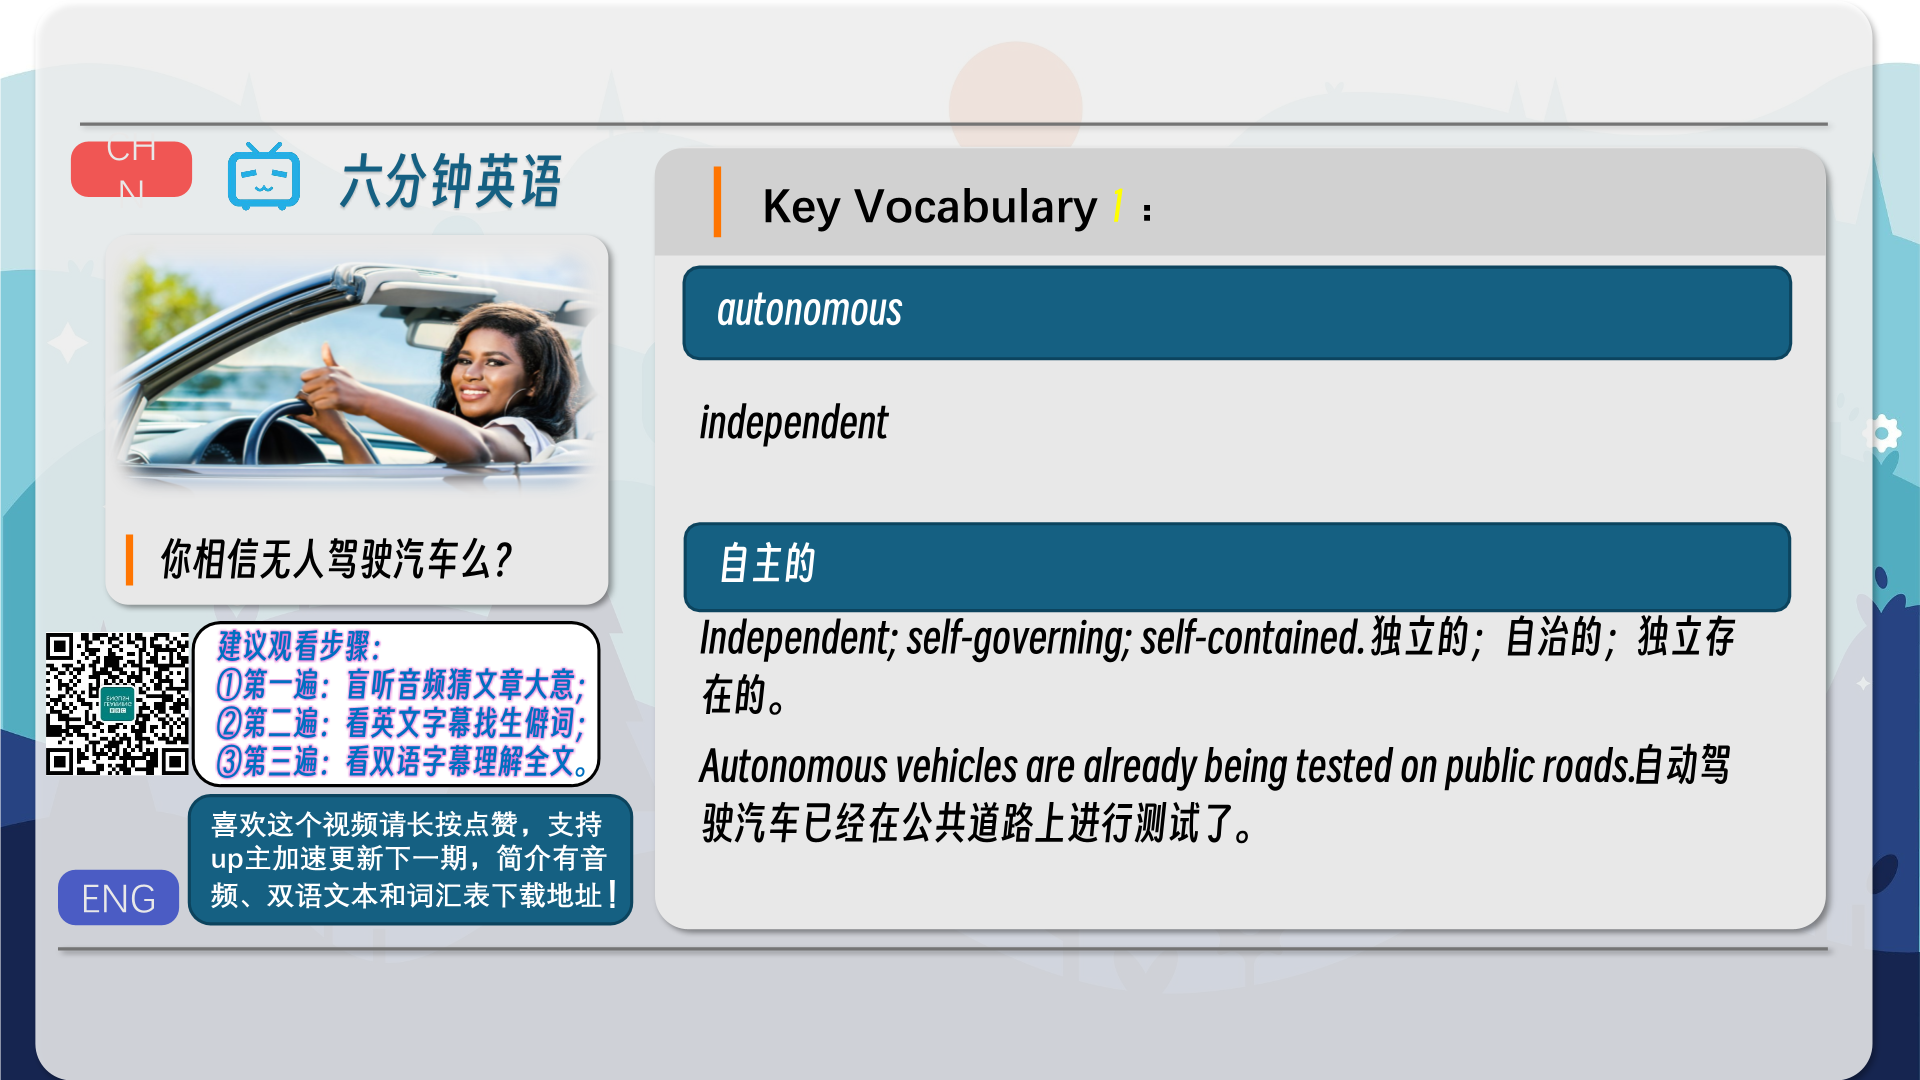 CHN
六分钟英语
你相信无人驾驶汽车么?
建议观看步骤：
①第一遍：盲听音频猜文章大意；
②第二遍：看英文字幕找生僻词；
③第三遍：看双语字幕理解全文。
喜欢这个视频请长按点赞，支持
up主加速更新下一期，简介有音
频、双语文本和词汇表下载地址！
ENG
Key Vocabulary 1：
autonomous
independent
自主的
Independent; self-governing; self-contained.独立的；自治的；独立存
在的。
Autonomous vehicles are already being tested on public roads.自动驾
驶汽车已经在公共道路上进行测试了。